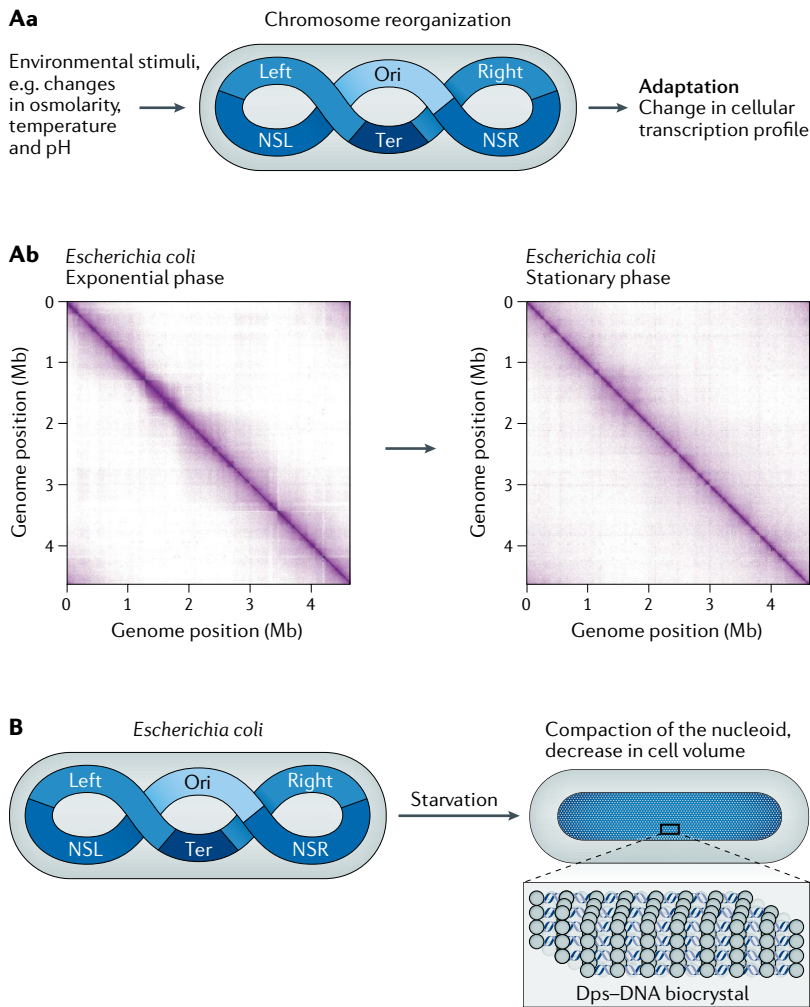 Aa
Chromosome reorganization
Environmental stimuli,
e.g. changes
in osmolarity,
temperature
and pH
Left
Ori
Right
NSL
Ter
NSR
Adaptation
Change in cellular
transcription profile
Ab
Escherichia coli
Exponential phase
Genome position (Mb)
0
1
2
3
4
0
1
2
3
4
Genome position (Mb)
Escherichia coli
Stationary phase
Genome position (Mb)
0
1
2
3
4
0
1
2
3
4
Genome position (Mb)
B
Escherichia coli
Left
Ori
Right
NSL
Ter
NSR
Starvation
Compaction of the nucleoid,
decrease in cell volume
Dps–DNA biocrystal